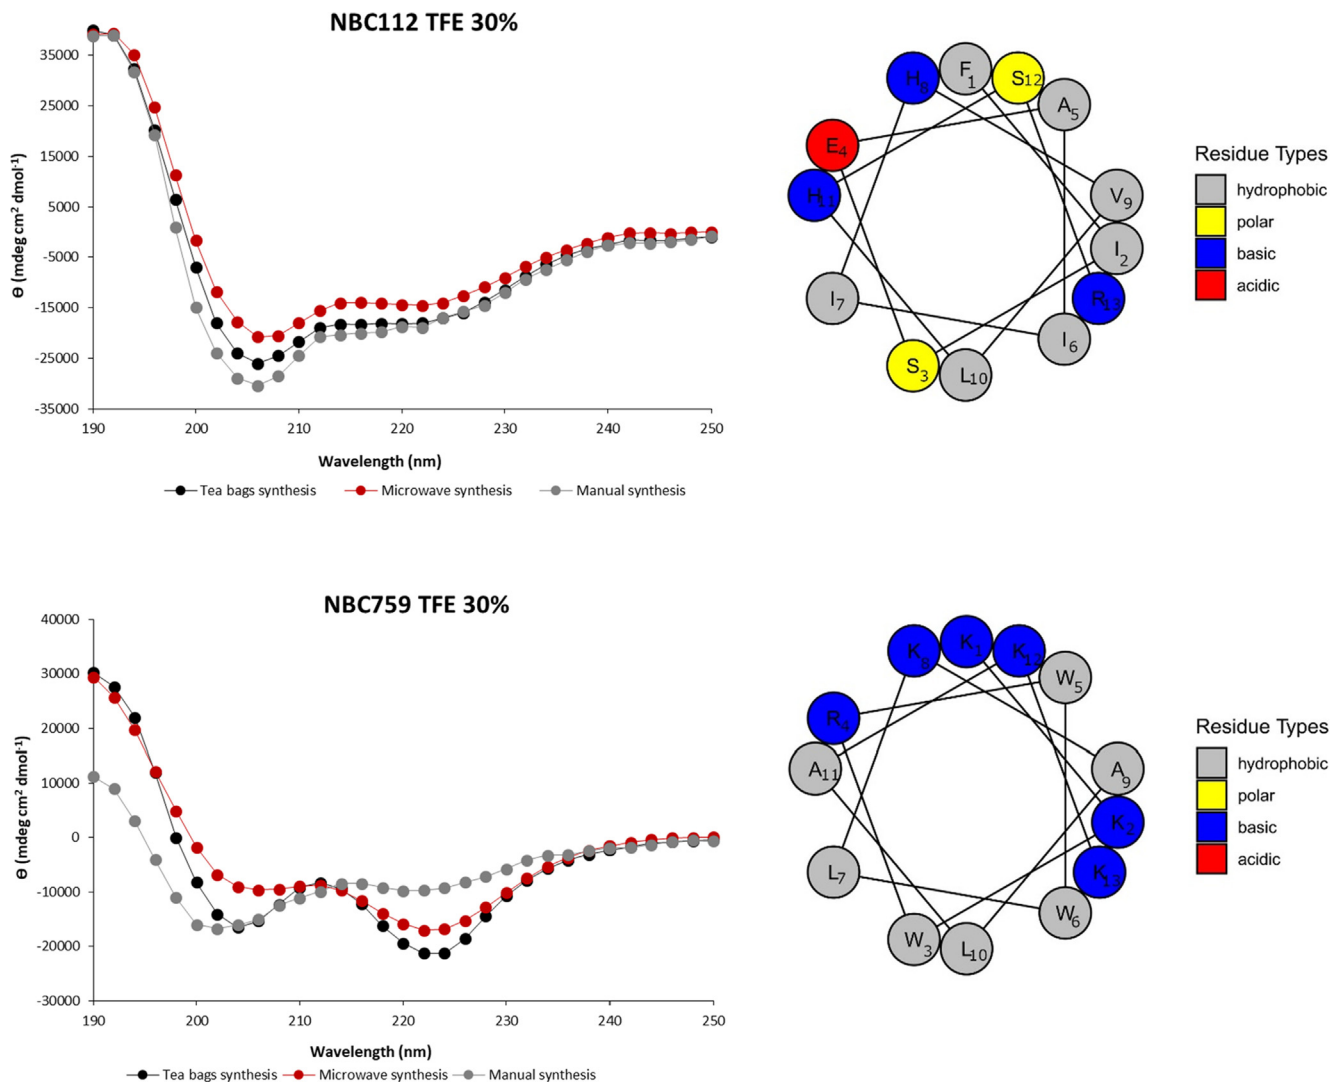 NBC112 TFE 30%
35000
25000
15000
5000
-5000
-15000
-25000
-35000
Θ (mdeg cm2 dmol-1)
190 200 210 220 230 240 250
Wavelength (nm)
Tea bags synthesis Microwave synthesis Manual synthesis
F1
S12
A5
V9
I2
R13
I6
L10
S3
I7
H11
E4
H8
Residue Types
hydrophobic
polar
basic
acidic
NBC759 TFE 30%
40000
30000
20000
10000
0
-10000
-20000
-30000
Θ (mdeg cm2 dmol-1)
190 200 210 220 230 240 250
Wavelength (nm)
Tea bags synthesis Microwave synthesis Manual synthesis
K1
K12
W5
A9
K2
K13
W6
L10
W3
L7
A11
R4
K8
Residue Types
hydrophobic
polar
basic
acidic